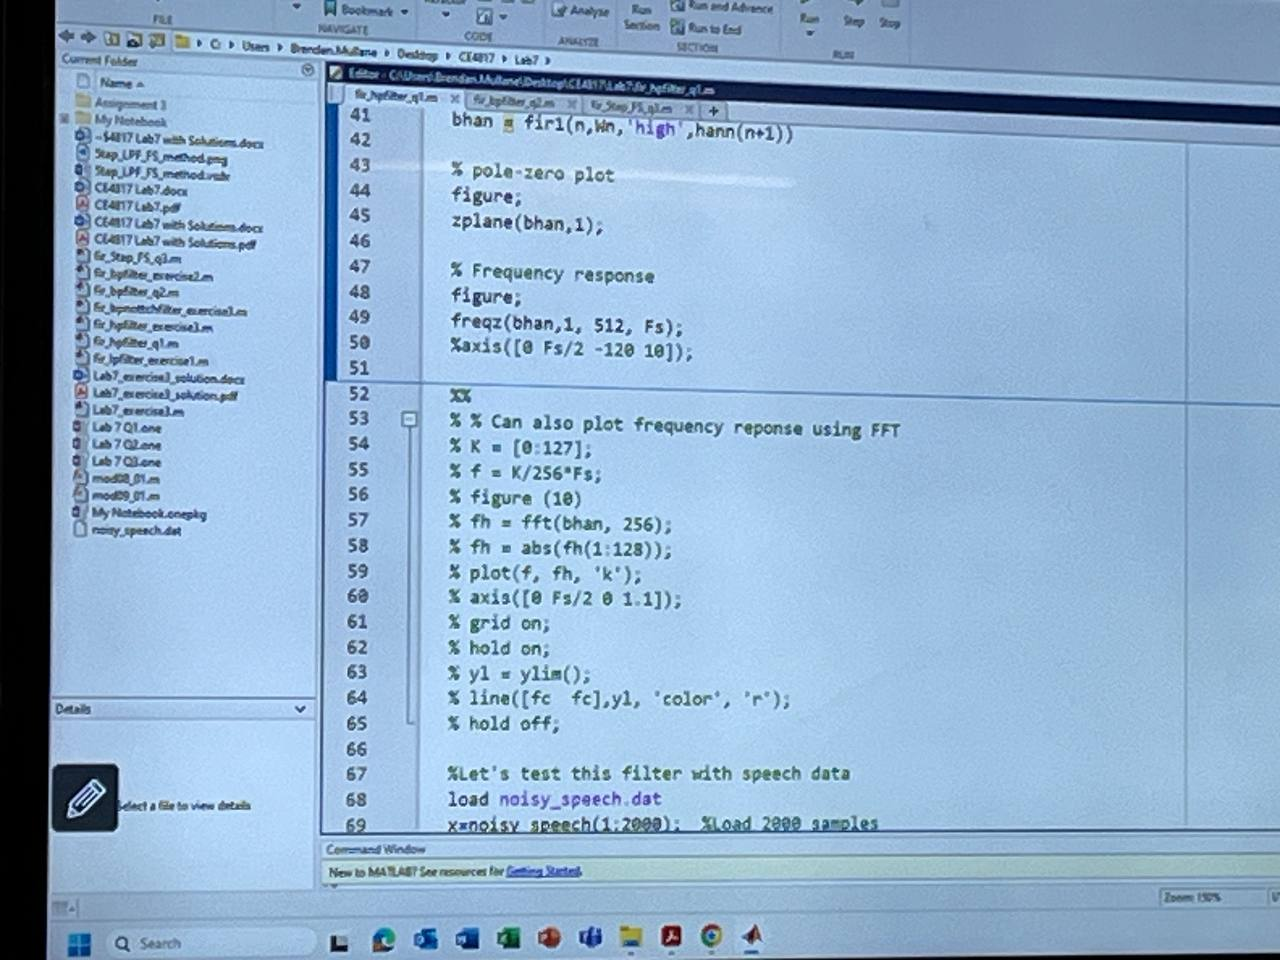 FILE
Bookmark
NAVIGATE
CODE
Analyse
ANALYZE
Run Section
Run and Advance
Run to End
SECTION
Run
Step
Stop
RUN
C: ▸ Users ▸ Brenden.Mullane ▸ Desktop ▸ CE4817 ▸ Lab7 ▸
Current Folder
Name
Assignment 3
My Notebook
~$4817 Lab7 with Solutions.docx
5tap_LPF_FS_method.png
5tap_LPF_FS_method.vsdx
CE4817 Lab7.docx
CE4817 Lab7.pdf
CE4817 Lab7 with Solutions.docx
CE4817 Lab7 with Solutions.pdf
fir_5tap_FS_q3.m
fir_bpfilter_exercise2.m
fir_bpfilter_q2.m
fir_bpnottchfilter_exercise3.m
fir_hpfilter_exercise3.m
fir_hpfilter_q1.m
fir_lpfilter_exercise1.m
Lab7_exercise3_solution.docx
Lab7_exercise3_solution.pdf
Lab7_exercise3.m
Lab 7 Q1.one
Lab 7 Q2.one
Lab 7 Q3.one
mod08_01.m
mod09_01.m
My Notebook.onepkg
noisy_speech.dat
Details
Select a file to view details
Editor - C:\Users\Brendan.Mullane\Desktop\CE4817\Lab7\fir_hpfilter_q1.m
fir_hpfilter_q1.m
fir_bpfilter_q2.m
fir_5tap_FS_q3.m
41 bhan = fir1(n,Wn,'high',hann(n+1))
42
43 % pole-zero plot
44 figure;
45 zplane(bhan,1);
46
47 % Frequency response
48 figure;
49 freqz(bhan,1, 512, Fs);
50 %axis([0 Fs/2 -120 10]);
51
52 %%
53 % % Can also plot frequency reponse using FFT
54 % K = [0:127];
55 % f = K/256*Fs;
56 % figure (10)
57 % fh = fft(bhan, 256);
58 % fh = abs(fh(1:128));
59 % plot(f, fh, 'k');
60 % axis([0 Fs/2 0 1.1]);
61 % grid on;
62 % hold on;
63 % yl = ylim();
64 % line([fc fc],yl, 'color', 'r');
65 % hold off;
66
67 %Let's test this filter with speech data
68 load noisy_speech.dat
69 x=noisy_speech(1:2000); %Load 2000 samples
Command Window
New to MATLAB? See resources for Getting Started.
Zoom: 150%
Search